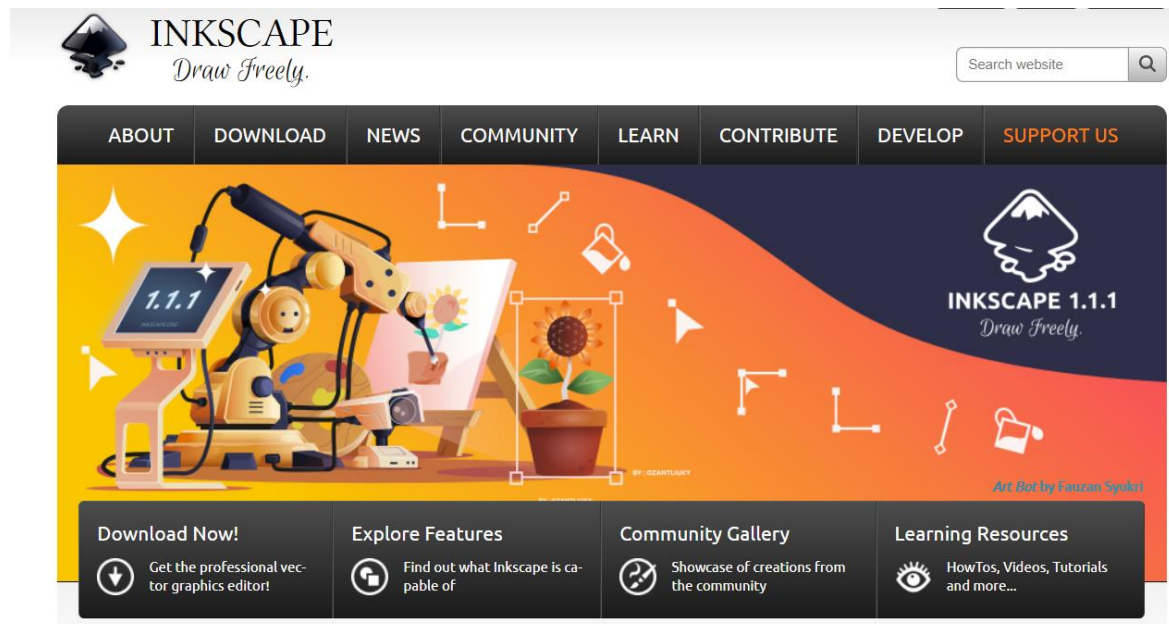 INKSCAPE
Draw Freely.
Search website
ABOUT DOWNLOAD NEWS COMMUNITY LEARN CONTRIBUTE DEVELOP SUPPORT US
1.1.1
INKSCAPE 1.1.1
Draw Freely.
BY : OZANTLIUKY
Art Bot by Fauzan Syukri
Download Now!
Get the professional vec-
tor graphics editor!
Explore Features
Find out what Inkscape is ca-
pable of
Community Gallery
Showcase of creations from
the community
Learning Resources
HowTos, Videos, Tutorials
and more...